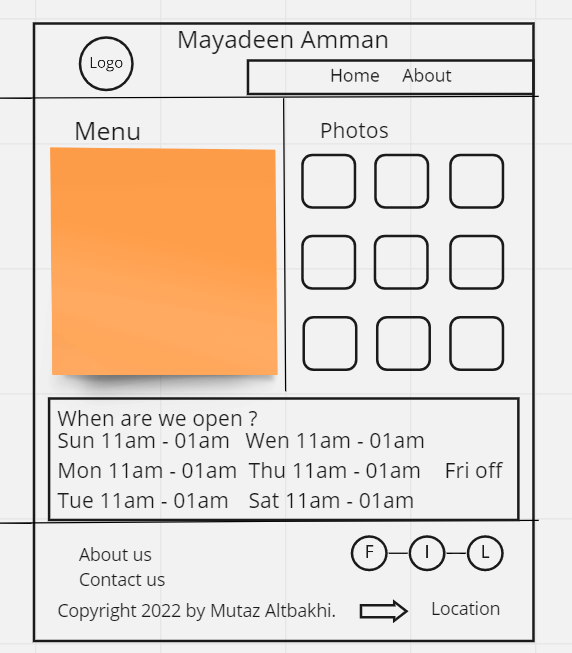 Mayadeen Amman
Logo
Home About
Menu
Photos
When are we open ?
Sun 11am - 01am Wen 11am - 01am
Mon 11am - 01am Thu 11am - 01am Fri off
Tue 11am - 01am Sat 11am - 01am
About us
F I L
Contact us
Copyright 2022 by Mutaz Altbakhi. Location